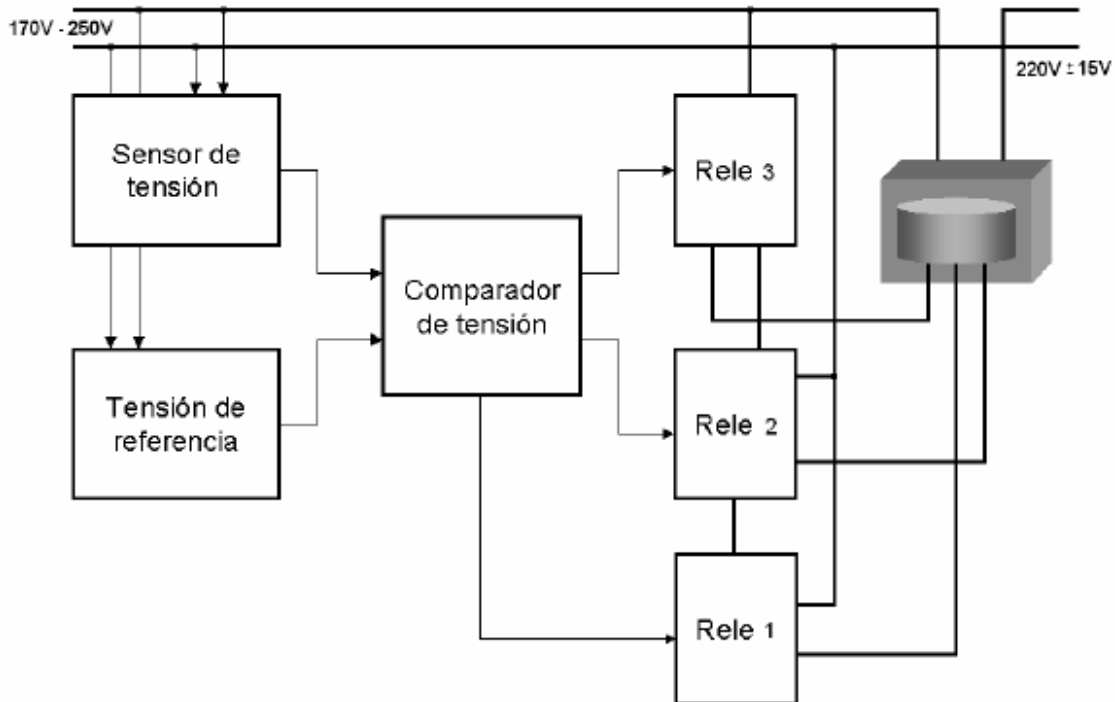 170V - 250V
220V ± 15V
Sensor de
tensión
Rele 3
Comparador
de tensión
Tensión de
referencia
Rele 2
Rele 1